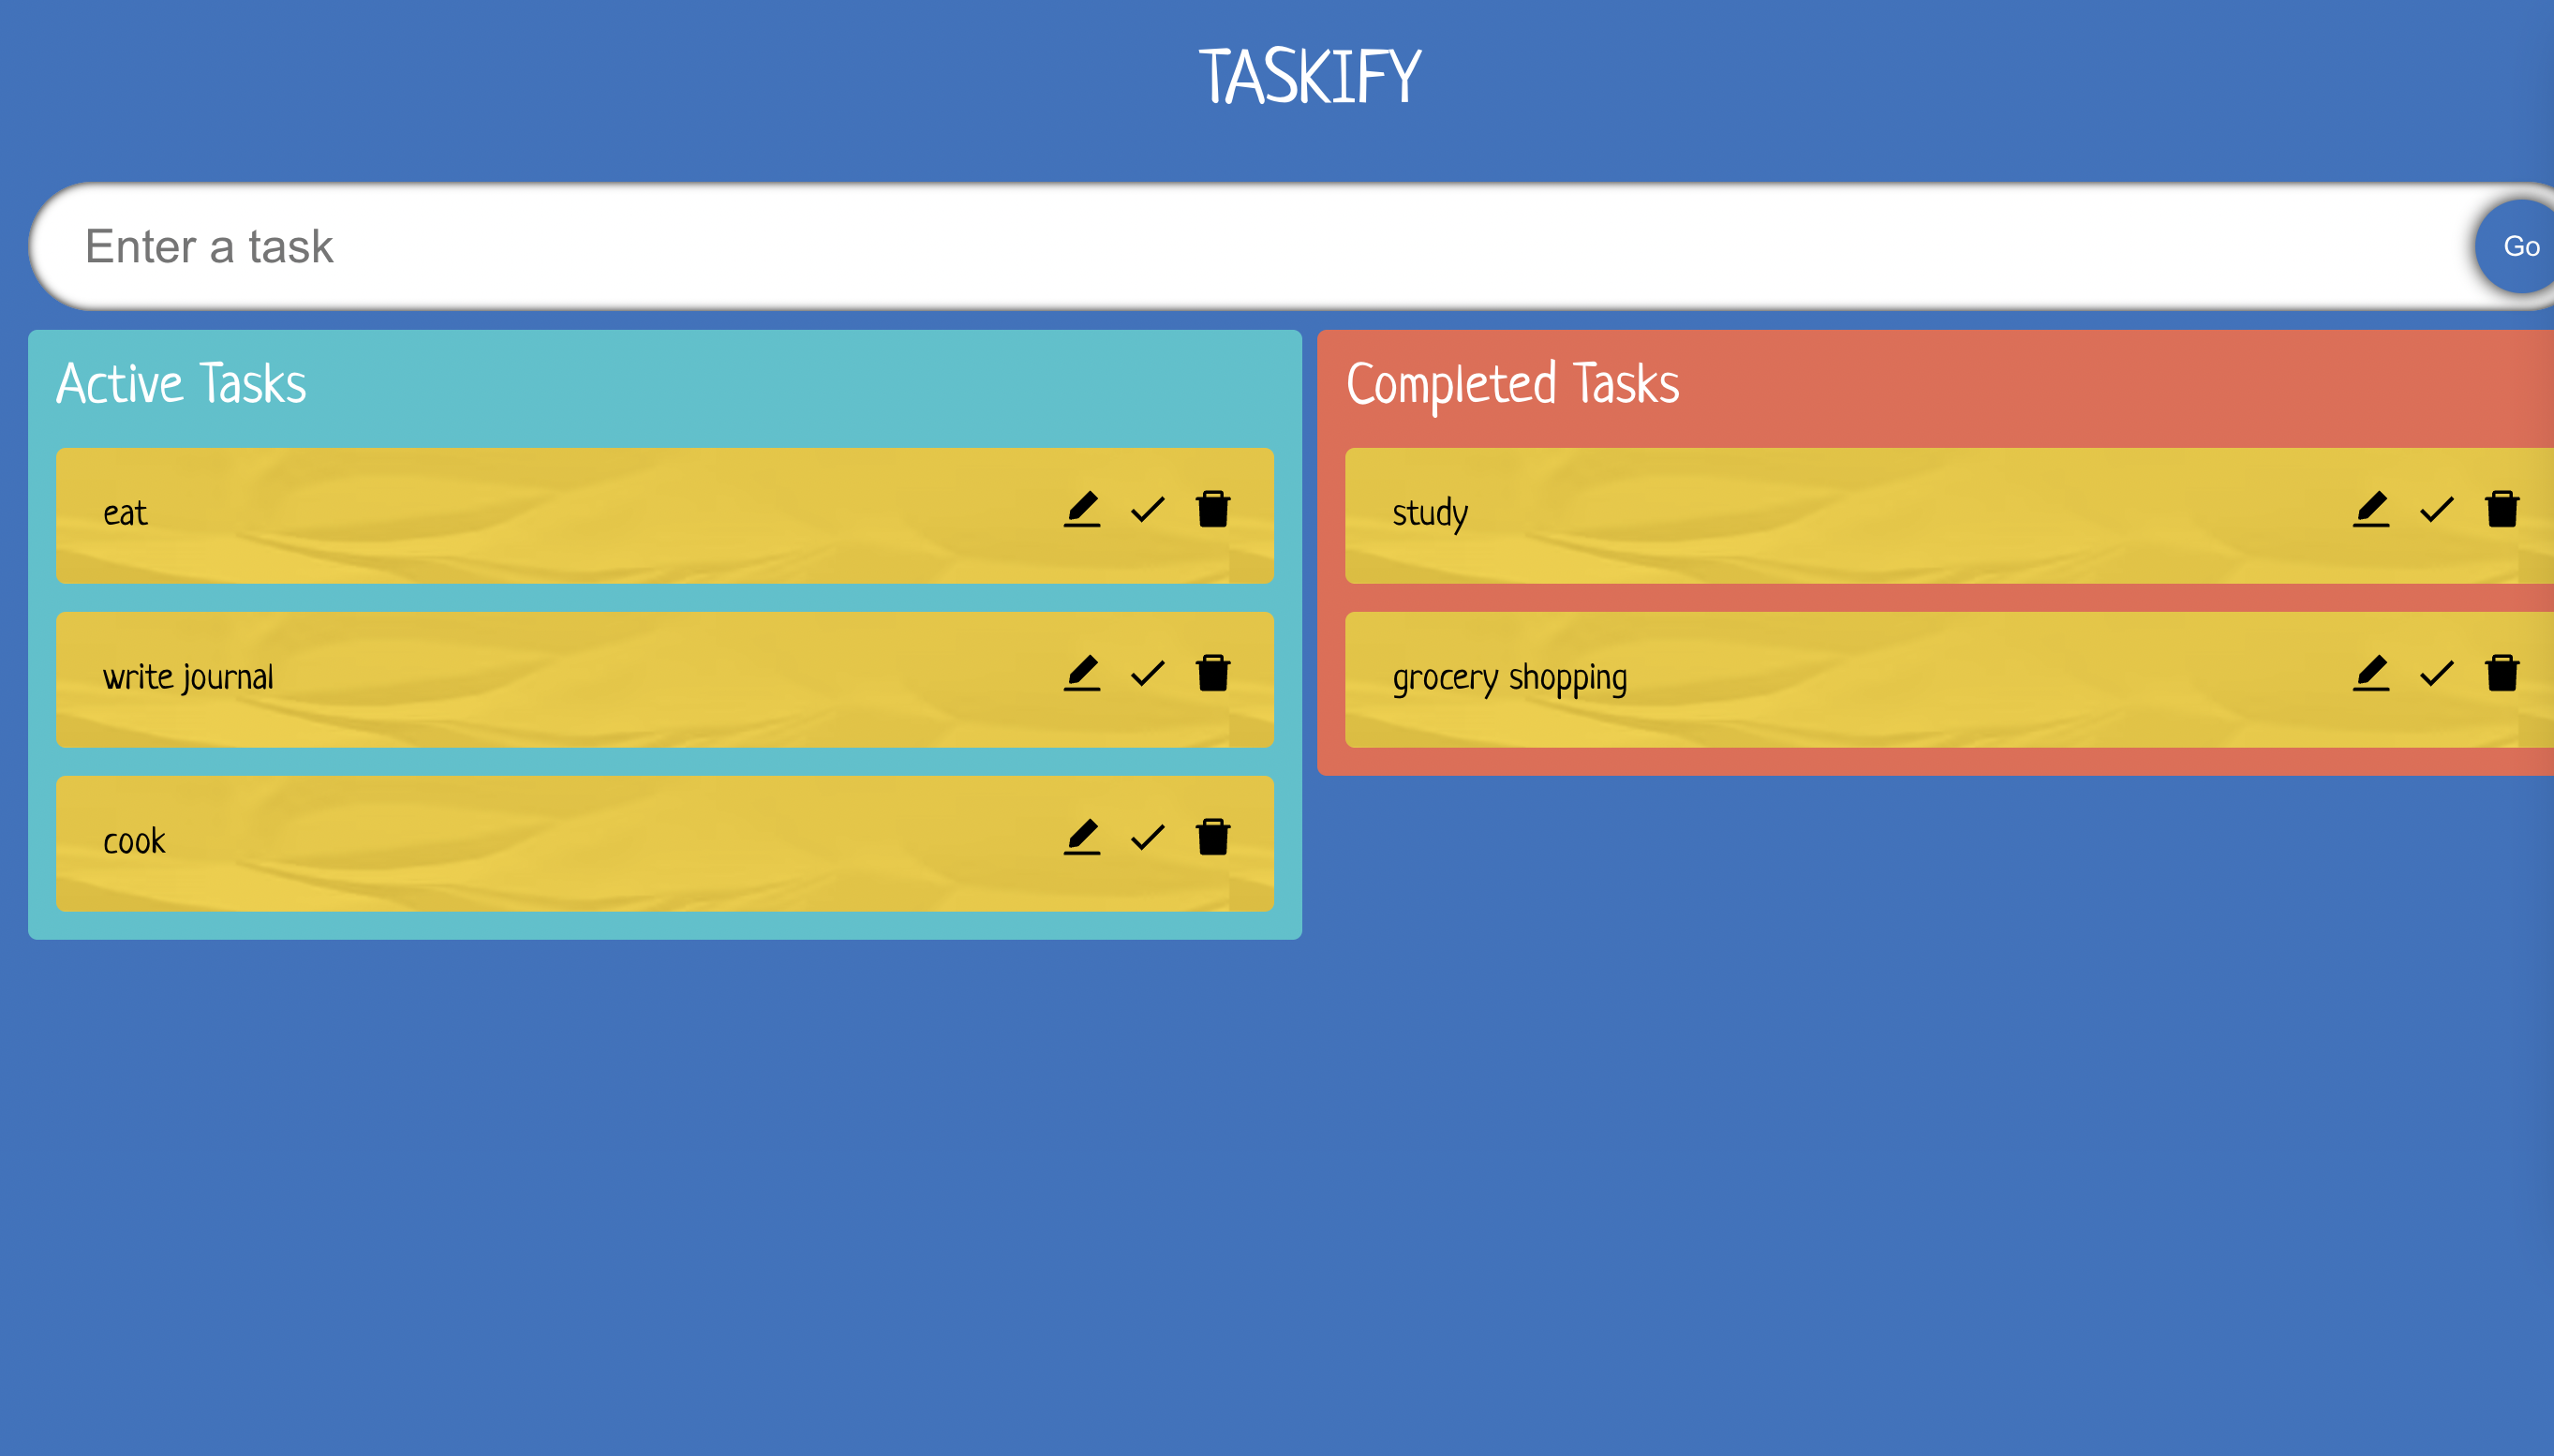 TASKIFY
Enter a task
Go
Active Tasks
eat
write journal
cook
Completed Tasks
study
grocery shopping